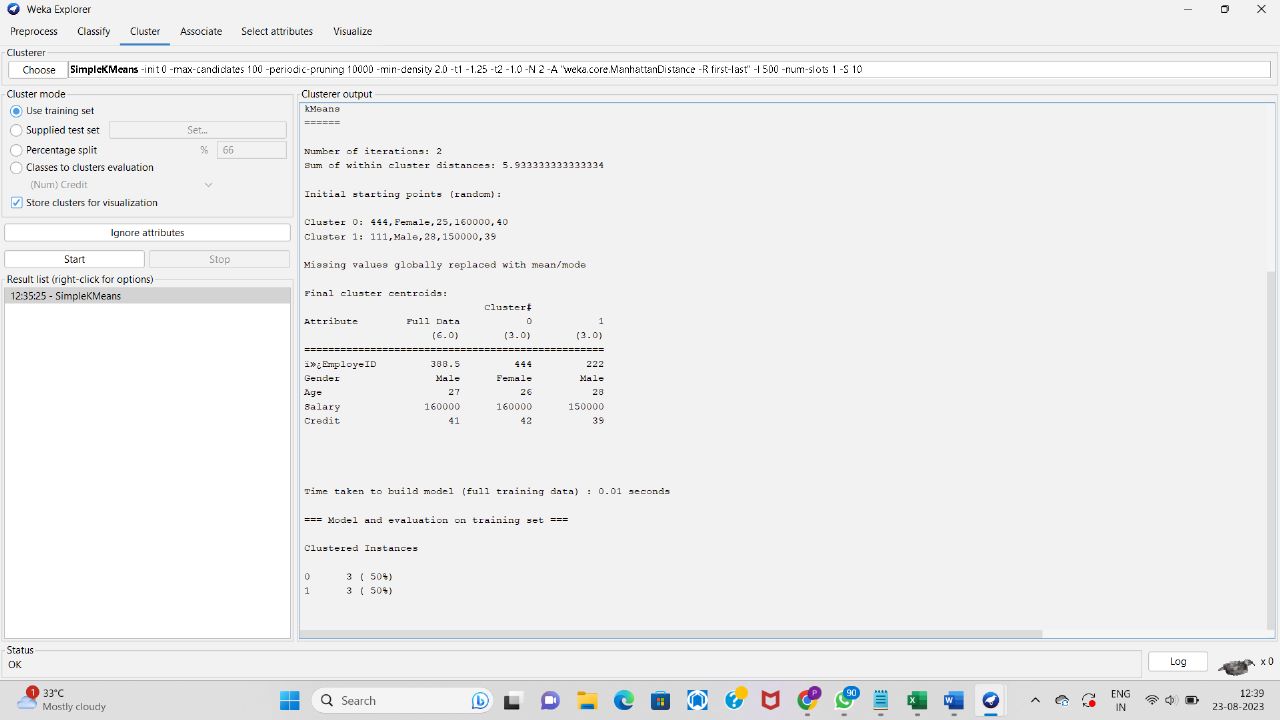 Weka Explorer
Preprocess Classify Cluster Associate Select attributes Visualize
Clusterer
Choose SimpleKMeans -init 0 -max-candidates 100 -periodic-pruning 10000 -min-density 2.0 -t1 -1.25 -t2 -1.0 -N 2 -A "weka.core.ManhattanDistance -R first-last" -I 500 -num-slots 1 -S 10
Cluster mode
Use training set
Supplied test set Set...
Percentage split % 66
Classes to clusters evaluation
(Num) Credit
Store clusters for visualization
Ignore attributes
Start Stop
Result list (right-click for options)
12:35:25 - SimpleKMeans
Clusterer output
kMeans
======
Number of iterations: 2
Sum of within cluster distances: 5.933333333333334
Initial starting points (random):
Cluster 0: 444,Female,25,160000,40
Cluster 1: 111,Male,28,150000,39
Missing values globally replaced with mean/mode
Final cluster centroids:
Cluster#
Attribute Full Data 0 1
(6.0) (3.0) (3.0)
==================================================
ï»¿EmployeID 388.5 444 222
Gender Male Female Male
Age 27 26 28
Salary 160000 160000 150000
Credit 41 42 39
Time taken to build model (full training data) : 0.01 seconds
=== Model and evaluation on training set ===
Clustered Instances
0 3 ( 50%)
1 3 ( 50%)
Status
OK
Log x 0
1 33°C
Mostly cloudy
Search
P
90
ENG
IN
12:39
23-08-2023